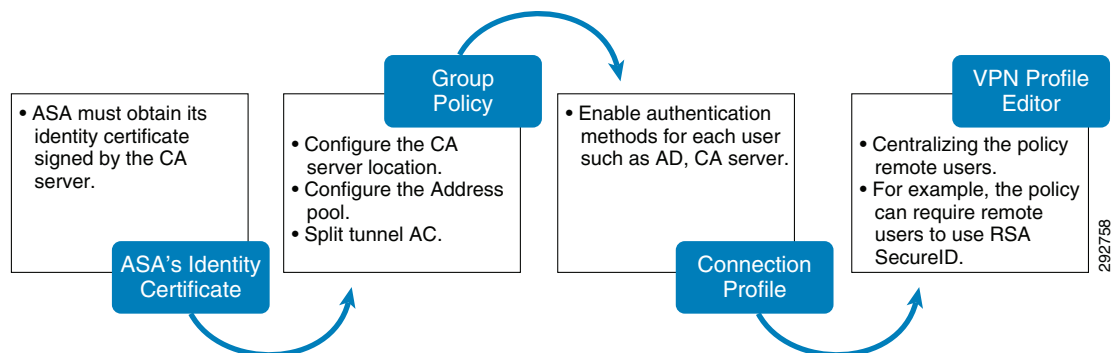 • ASA must obtain its
identity certificate
signed by the CA
server.
ASA's Identity
Certificate
Group
Policy
• Configure the CA
server location.
• Configure the Address
pool.
• Split tunnel AC.
• Enable authentication
methods for each user
such as AD, CA server.
Connection
Profile
VPN Profile
Editor
• Centralizing the policy
remote users.
• For example, the policy
can require remote
users to use RSA
SecureID.
292758